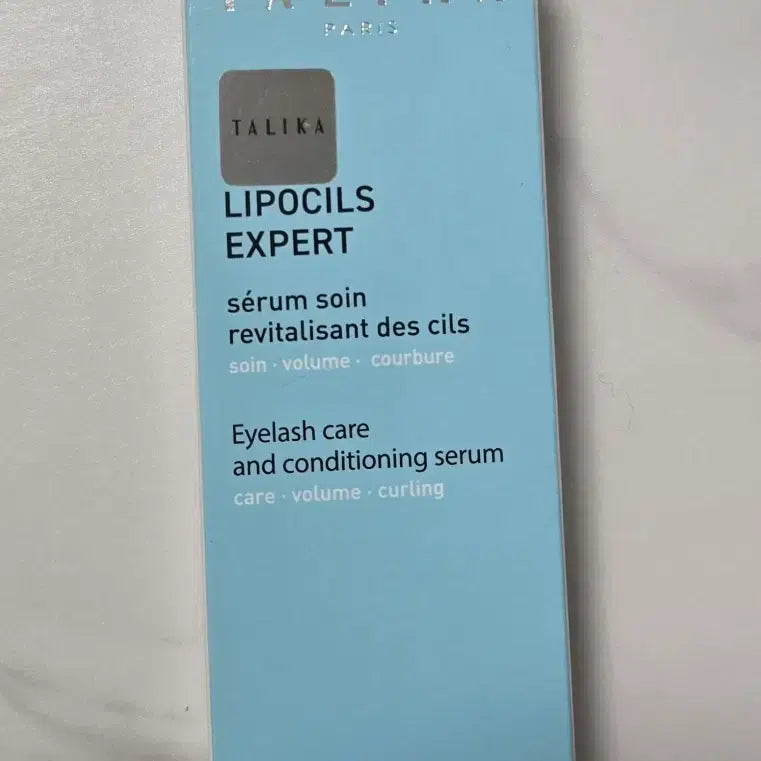 PARIS
TALIKA
LIPOCILS
EXPERT
sérum soin
revitalisant des cils
soin · volume · courbure
Eyelash care
and conditioning serum
care · volume · curling